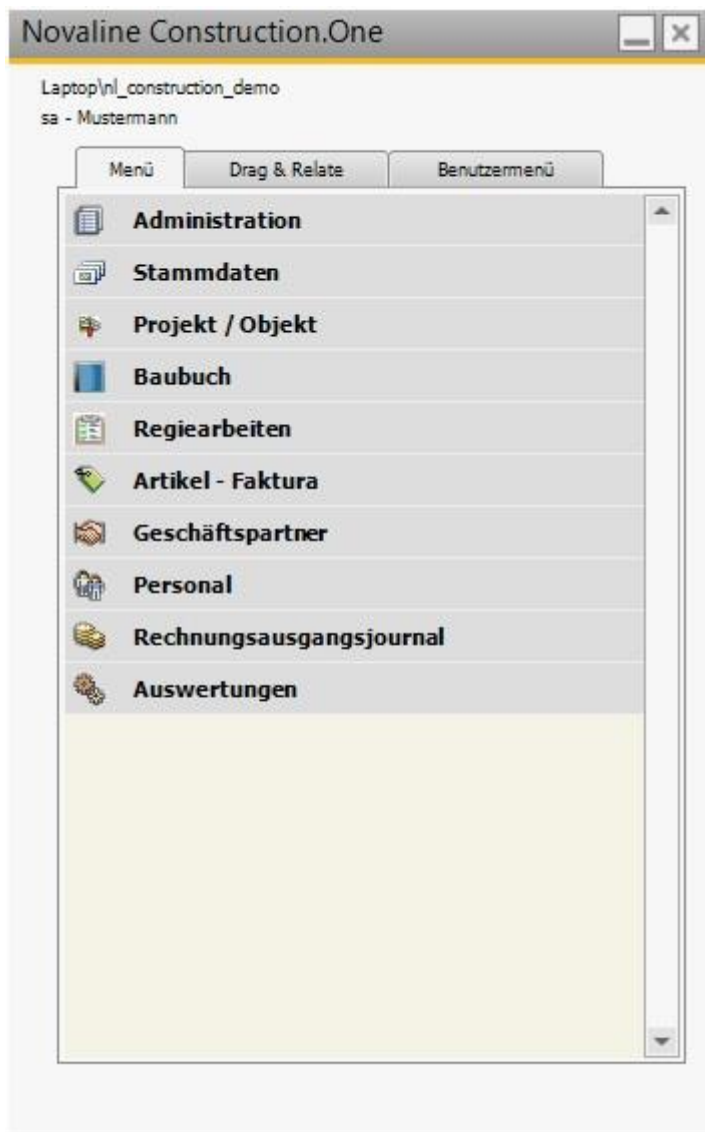 Novaline Construction.One
Laptop\nl_construction_demo
sa - Mustermann
Menü Drag & Relate Benutzermenü
Administration
Stammdaten
Projekt / Objekt
Baubuch
Regiearbeiten
Artikel - Faktura
Geschäftspartner
Personal
Rechnungsausgangsjournal
Auswertungen